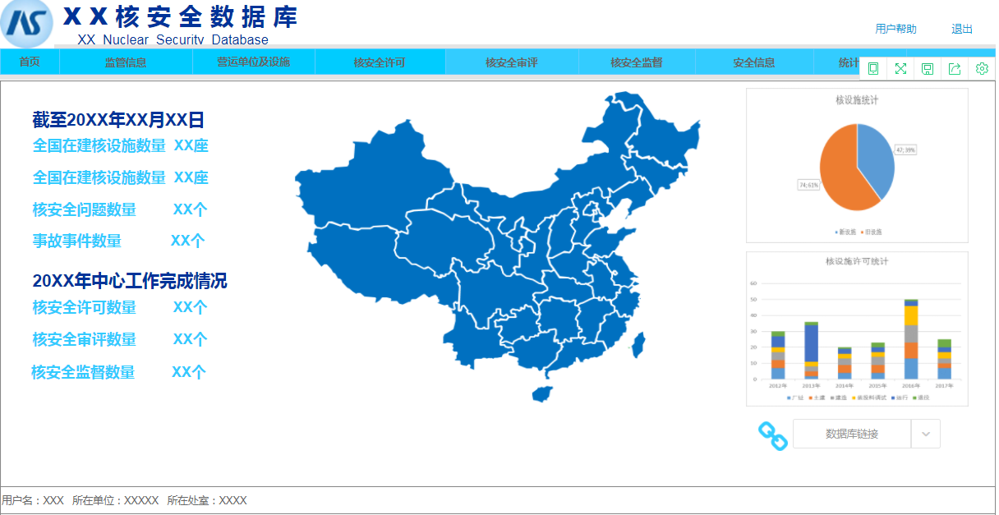 XX核安全数据库
XX Nuclear Security Database
用户帮助 退出
首页 监管信息 营运单位及设施 核安全许可 核安全审评 核安全监督 安全信息 统计
截至20XX年XX月XX日
全国在建核设施数量 XX座
全国在建核设施数量 XX座
核安全问题数量 XX个
事故事件数量 XX个
20XX年中心工作完成情况
核安全许可数量 XX个
核安全审评数量 XX个
核安全监督数量 XX个
核设施统计
47; 39%
74; 61%
新设施 旧设施
核设施许可统计
60
50
40
30
20
10
0
2012年 2013年 2014年 2015年 2016年 2017年
厂址 土建 建造 装投料调试 运行 退役
数据库链接
用户名：XXX 所在单位：XXXXX 所在处室：XXXX